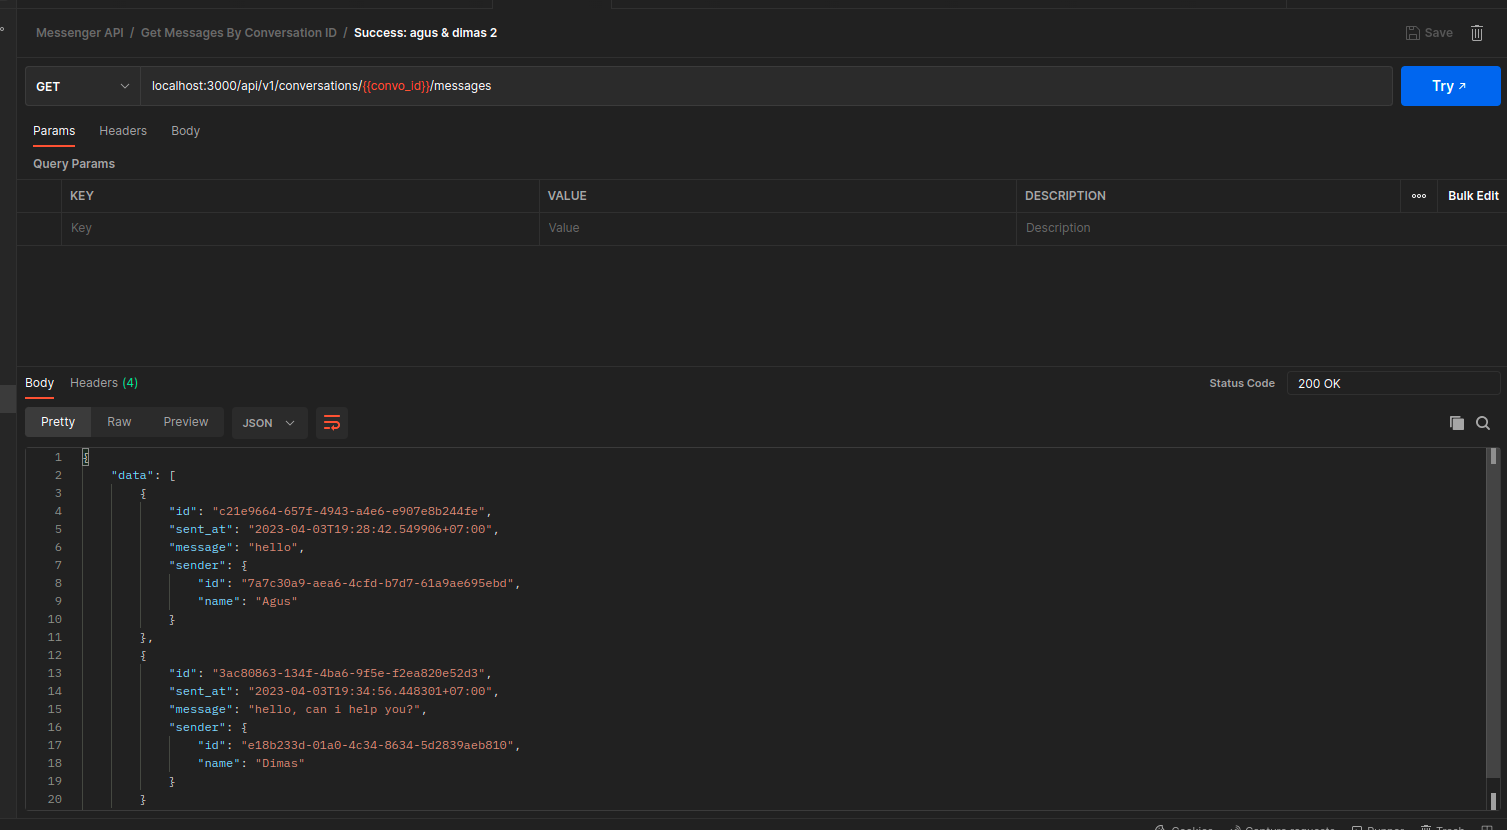 Messenger API / Get Messages By Conversation ID / Success: agus & dimas 2
Save
GET
localhost:3000/api/v1/conversations/{{convo_id}}/messages
Try ↗
Params Headers Body
Query Params
KEY VALUE DESCRIPTION ooo Bulk Edit
Key Value Description
Body Headers (4)
Status Code 200 OK
Pretty Raw Preview JSON
1 {
2 "data": [
3 {
4 "id": "c21e9664-657f-4943-a4e6-e907e8b244fe",
5 "sent_at": "2023-04-03T19:28:42.549906+07:00",
6 "message": "hello",
7 "sender": {
8 "id": "7a7c30a9-aea6-4cfd-b7d7-61a9ae695ebd",
9 "name": "Agus"
10 }
11 },
12 {
13 "id": "3ac80863-134f-4ba6-9f5e-f2ea820e52d3",
14 "sent_at": "2023-04-03T19:34:56.448301+07:00",
15 "message": "hello, can i help you?",
16 "sender": {
17 "id": "e18b233d-01a0-4c34-8634-5d2839aeb810",
18 "name": "Dimas"
19 }
20 }
Cookies Capture requests Runner Trash